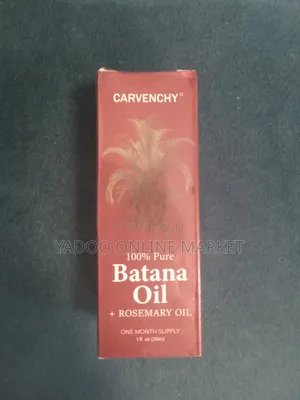 CARVENCHY®
YADOO ONLINE MARKET
100% Pure
Batana
Oil
+ ROSEMARY OIL
ONE MONTH SUPPLY